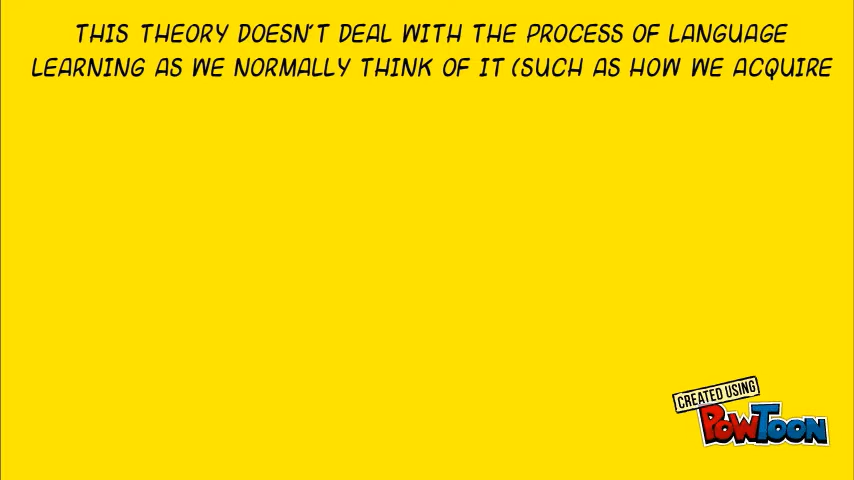 THIS THEORY DOESN'T DEAL WITH THE PROCESS OF LANGUAGE
LEARNING AS WE NORMALLY THINK OF IT (SUCH AS HOW WE ACQUIRE
CREATED USING
POWTOON